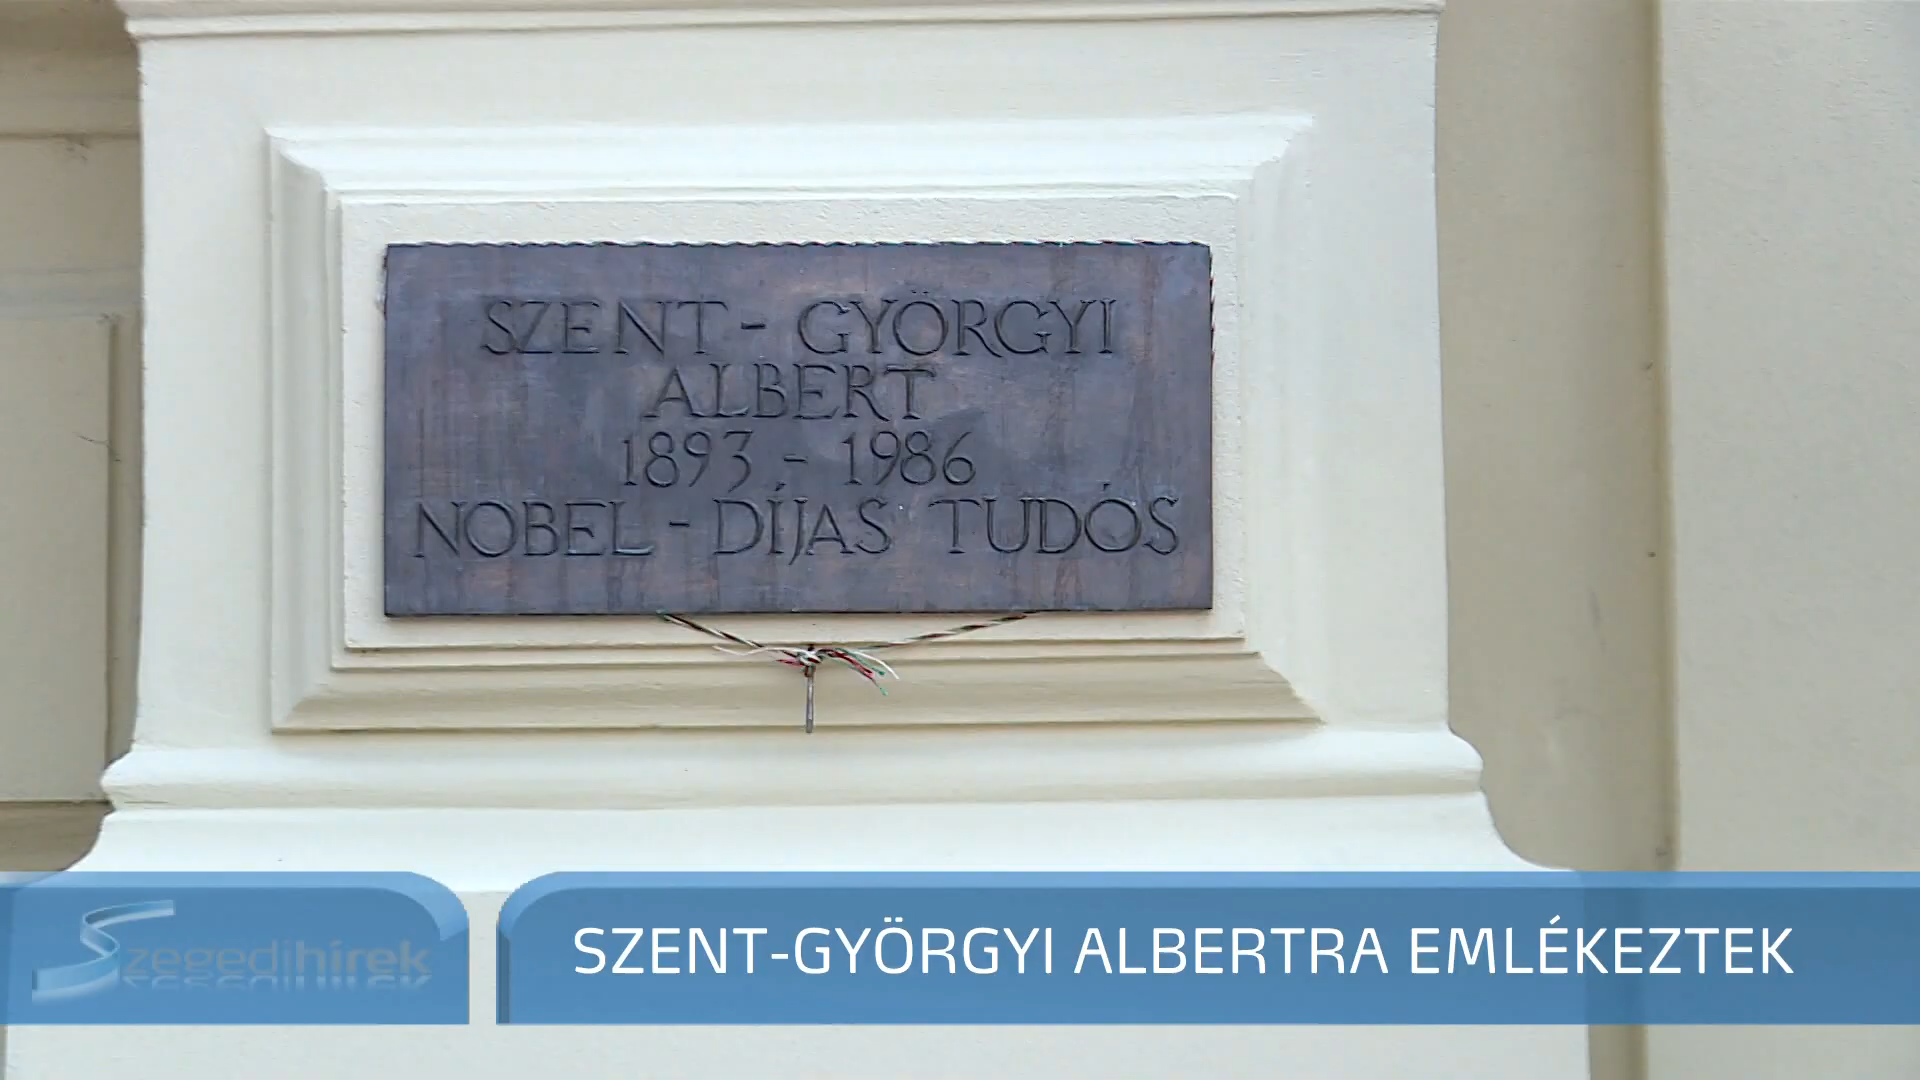 SZENT - GYÖRGYI
ALBERT
1893 - 1986
NOBEL - DÍJAS TUDÓS
Szegedihírek
SZENT-GYÖRGYI ALBERTRA EMLÉKEZTEK